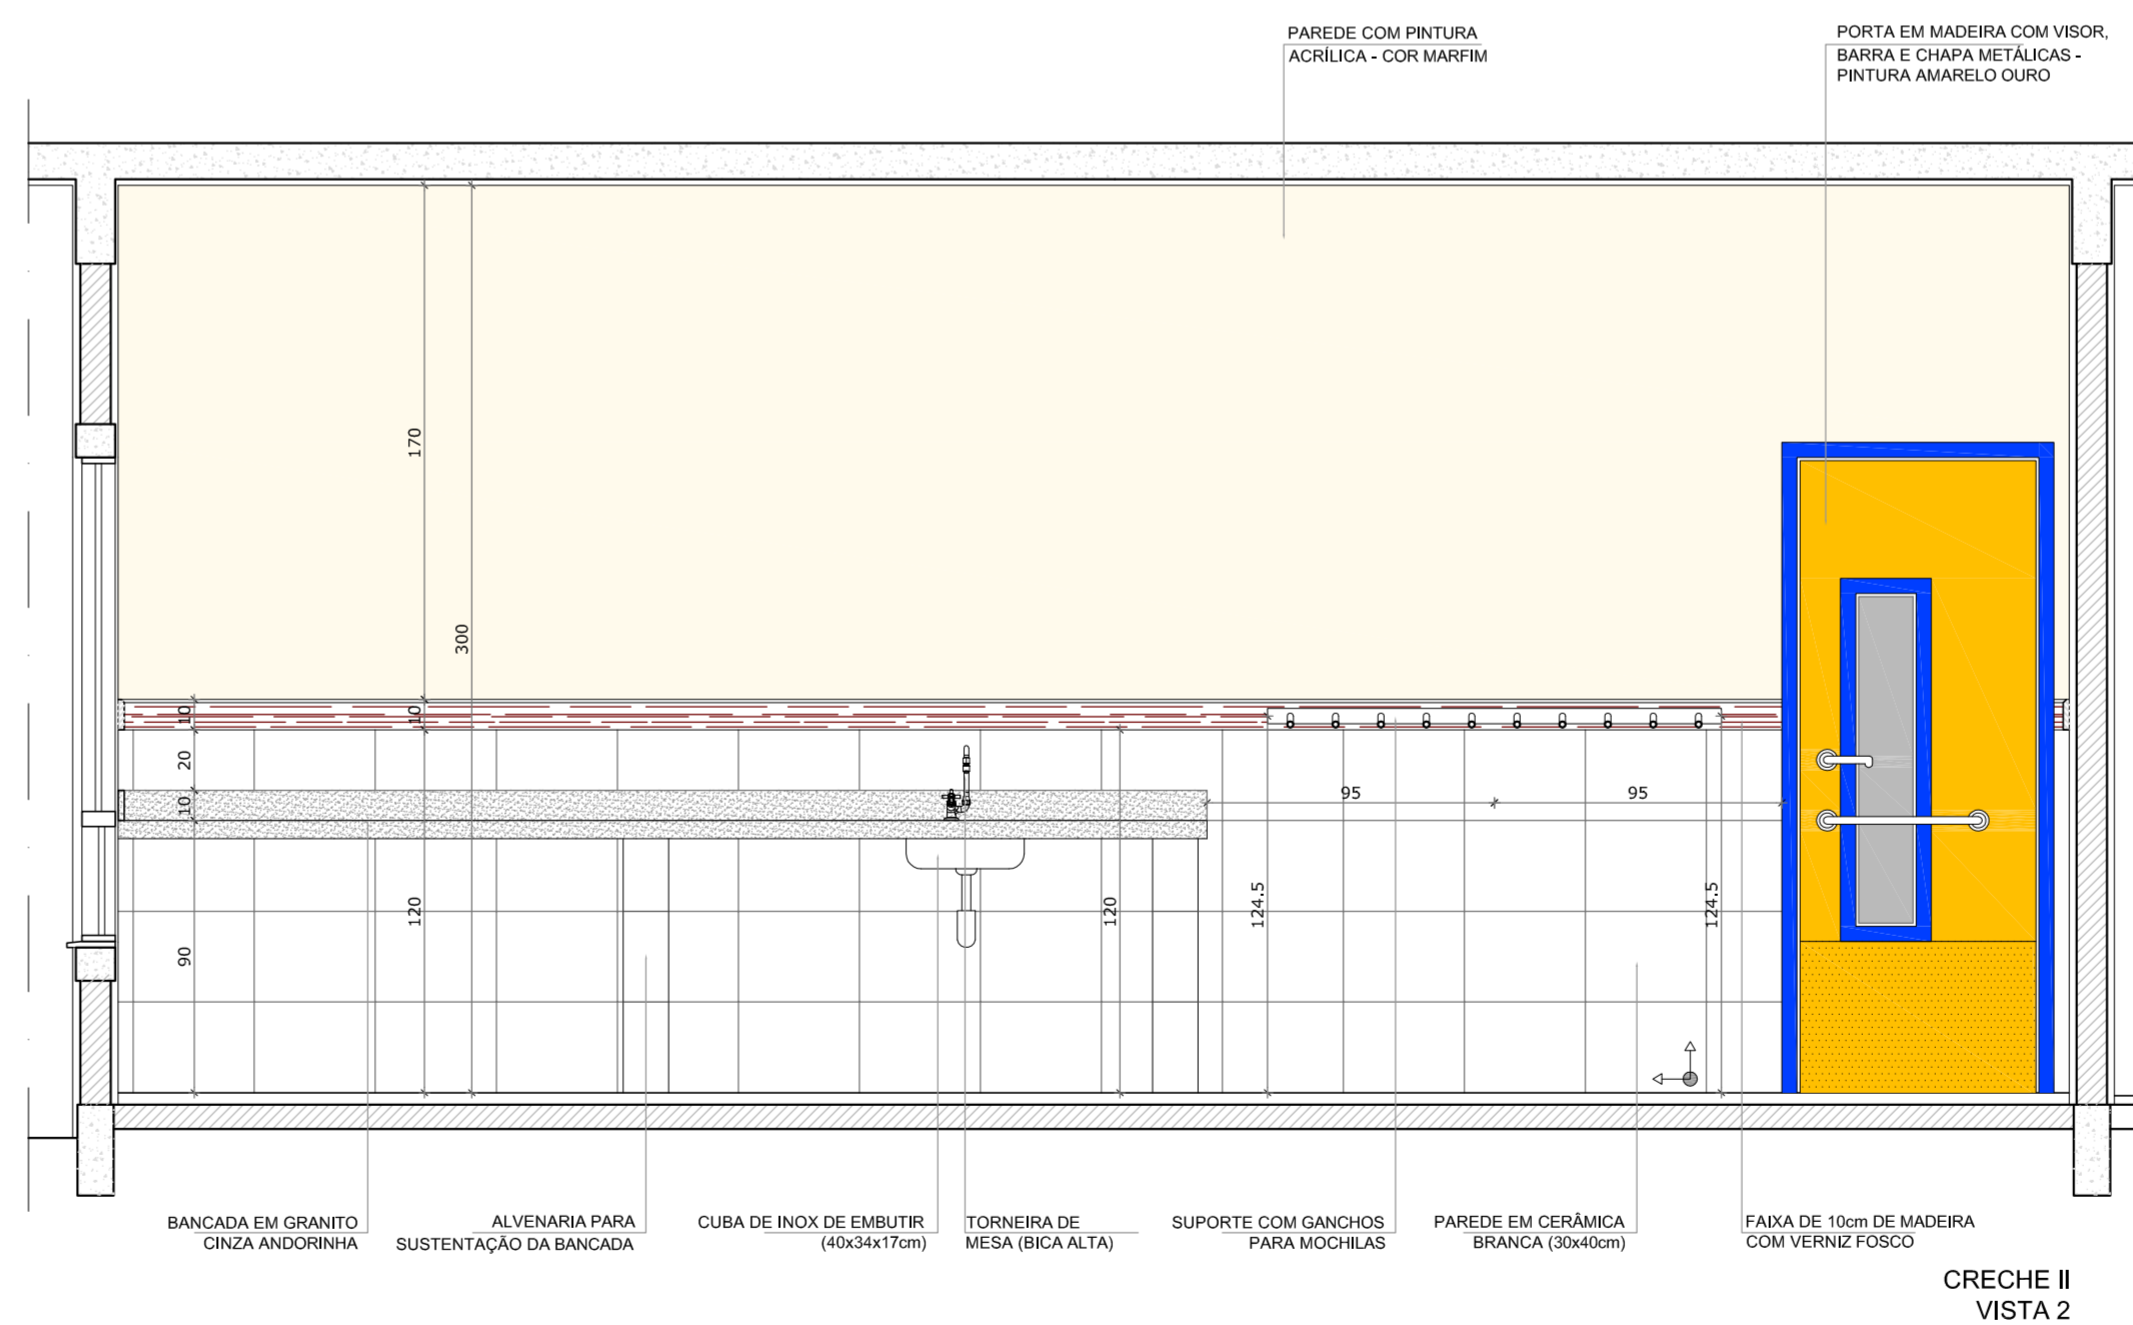 PAREDE COM PINTURA
ACRÍLICA - COR MARFIM
PORTA EM MADEIRA COM VISOR,
BARRA E CHAPA METÁLICAS -
PINTURA AMARELO OURO
170
300
10
10
20
10
95
95
120
120
124.5
124.5
90
BANCADA EM GRANITO
CINZA ANDORINHA
ALVENARIA PARA
SUSTENTAÇÃO DA BANCADA
CUBA DE INOX DE EMBUTIR
(40x34x17cm)
TORNEIRA DE
MESA (BICA ALTA)
SUPORTE COM GANCHOS
PARA MOCHILAS
PAREDE EM CERÂMICA
BRANCA (30x40cm)
FAIXA DE 10cm DE MADEIRA
COM VERNIZ FOSCO
CRECHE II
VISTA 2